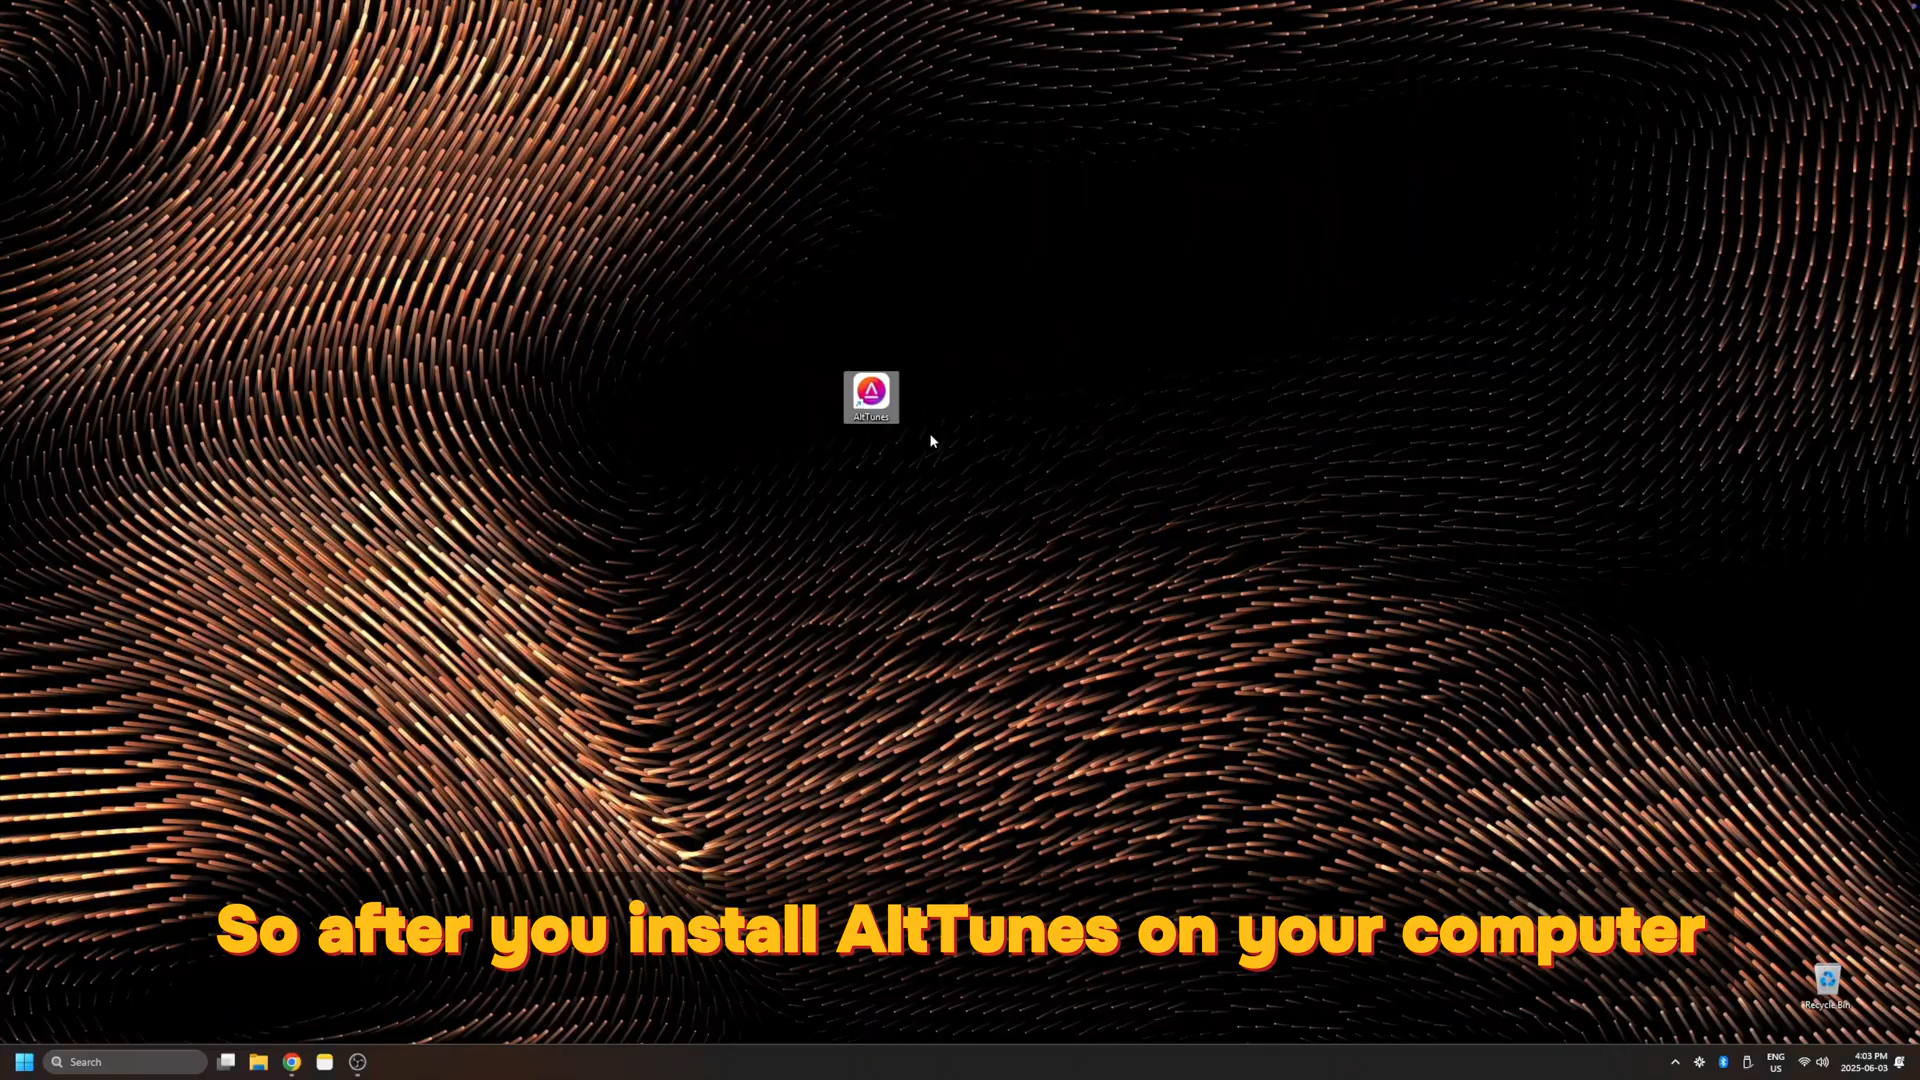 AltTunes
So after you install AltTunes on your computer
Recycle Bin
Search
ENG
US
4:03 PM
2025-06-03